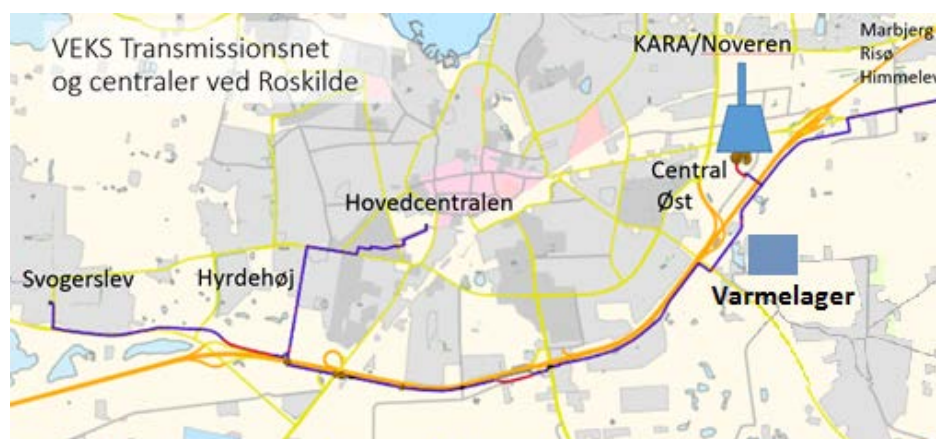 VEKS Transmissionsnet
og centraler ved Roskilde
KARA/Noveren
Marbjerg
Risø
Himmelev
Central
Øst
Hovedcentralen
Svogerslev
Hyrdehøj
Varmelager